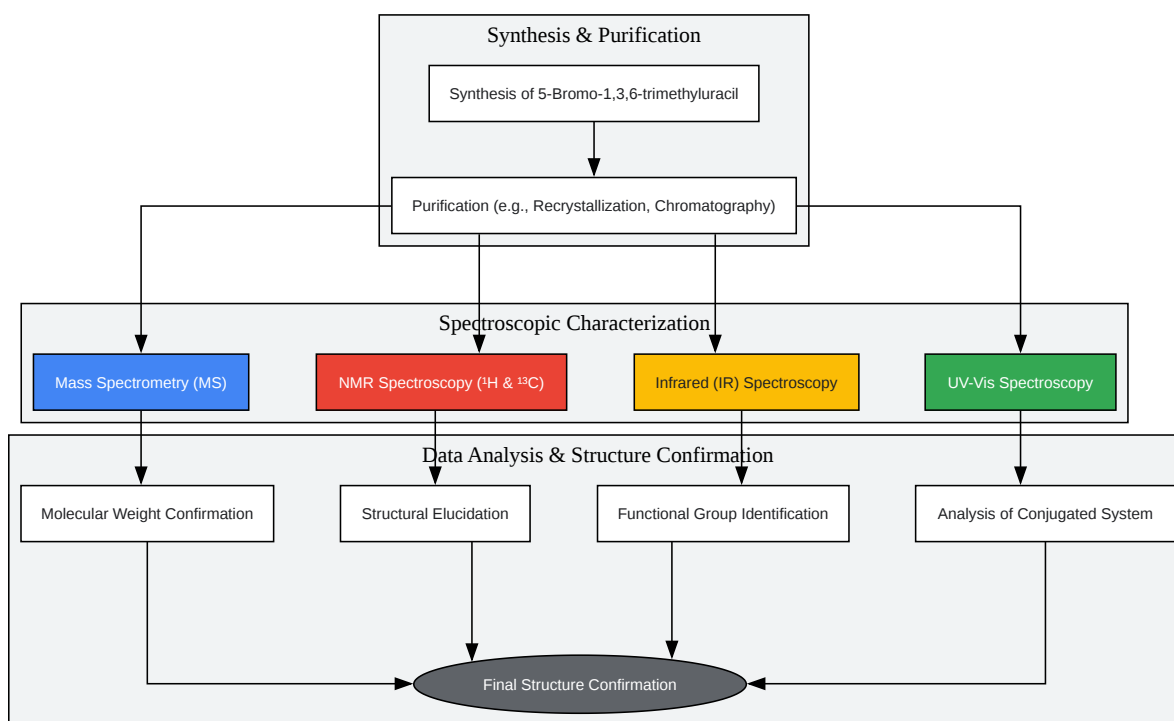 Synthesis & Purification
Synthesis of 5-Bromo-1,3,6-trimethyluracil
Purification (e.g., Recrystallization, Chromatography)
Spectroscopic Characterization
Mass Spectrometry (MS)
NMR Spectroscopy (¹H & ¹³C)
Infrared (IR) Spectroscopy
UV-Vis Spectroscopy
Data Analysis & Structure Confirmation
Molecular Weight Confirmation
Structural Elucidation
Functional Group Identification
Analysis of Conjugated System
Final Structure Confirmation